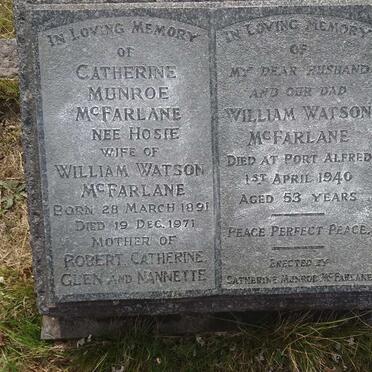 IN LOVING MEMORY
OF
CATHERINE
MUNROE
McFARLANE
NEE HOSIE
WIFE OF
WILLIAM WATSON
McFARLANE
BORN 28 MARCH 1891
DIED 19 DEC. 1971
MOTHER OF
ROBERT CATHERINE
GLEN AND NANNETTE
IN LOVING MEMORY
OF
MY DEAR HUSBAND
AND OUR DAD
WILLIAM WATSON
McFARLANE
DIED AT PORT ALFRED
1ST APRIL 1940
AGED 53 YEARS
PEACE PERFECT PEACE.
ERECTED BY
CATHERINE MUNROE McFARLANE